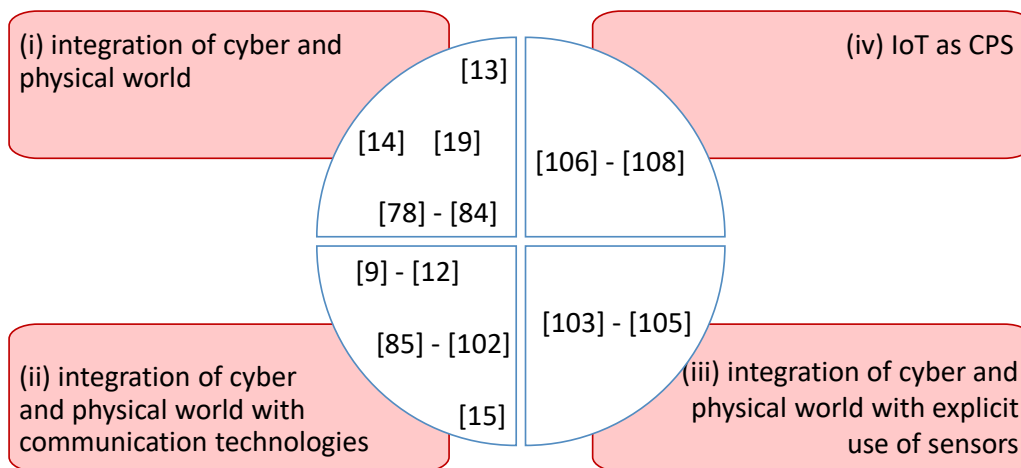 (i) integration of cyber and
physical world
[13]
[14] [19]
[78] - [84]
(iv) IoT as CPS
[106] - [108]
[9] - [12]
[85] - [102]
[15]
(ii) integration of cyber
and physical world with
communication technologies
[103] - [105]
(iii) integration of cyber and
physical world with explicit
use of sensors